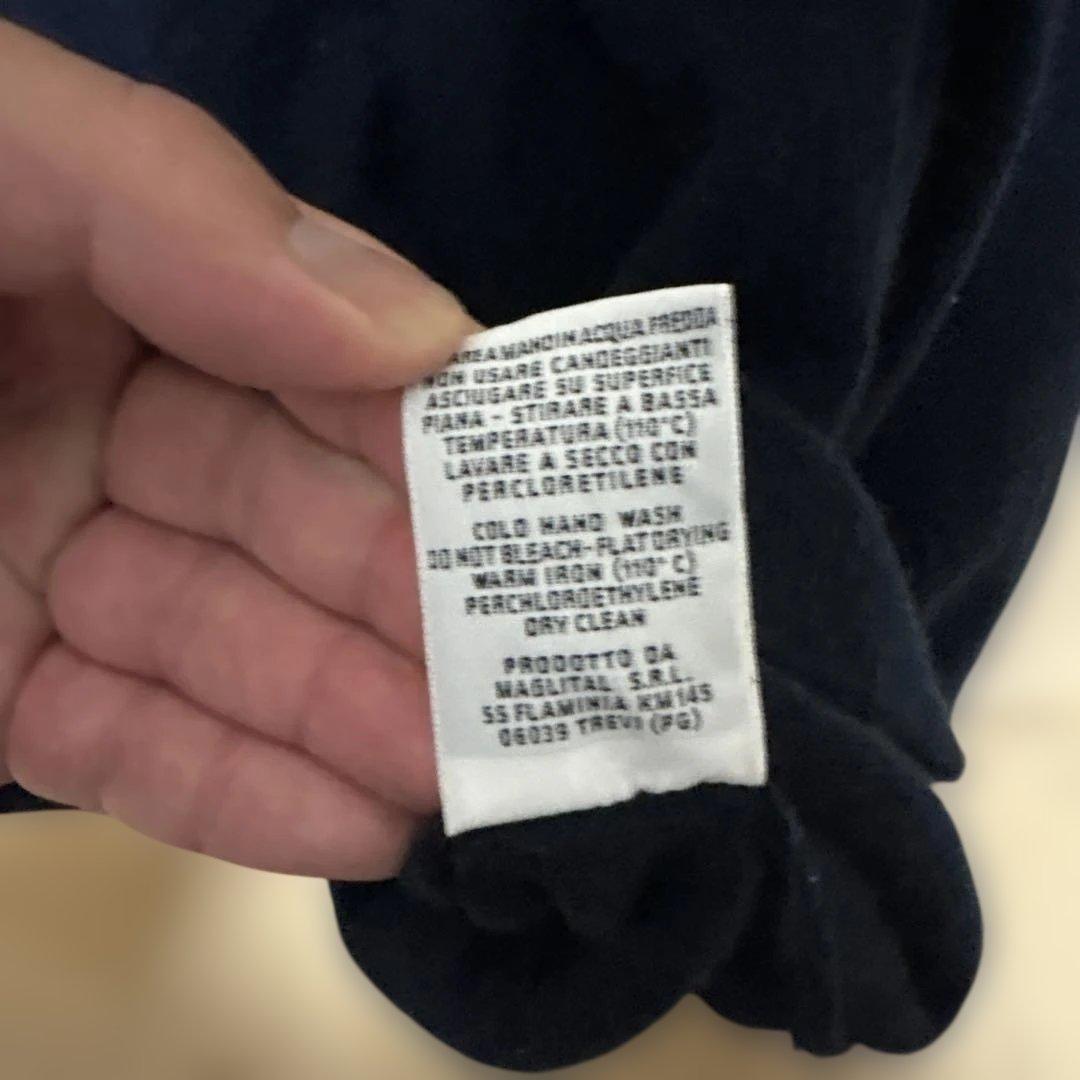 A MANO IN ACQUA FREDDA
NON USARE CANDEGGIANTI
ASCIUGARE SU SUPERFICE
PIANA - STIRARE A BASSA
TEMPERATURA (110°C)
LAVARE A SECCO CON
PERCLORETILENE
COLD HAND WASH
DO NOT BLEACH - FLAT DRYING
WARM IRON (110° C)
PERCHLOROETHYLENE
DRY CLEAN
PRODOTTO DA
MAGLITAL S.R.L.
SS FLAMINIA KM 145
06039 TREVI (PG)